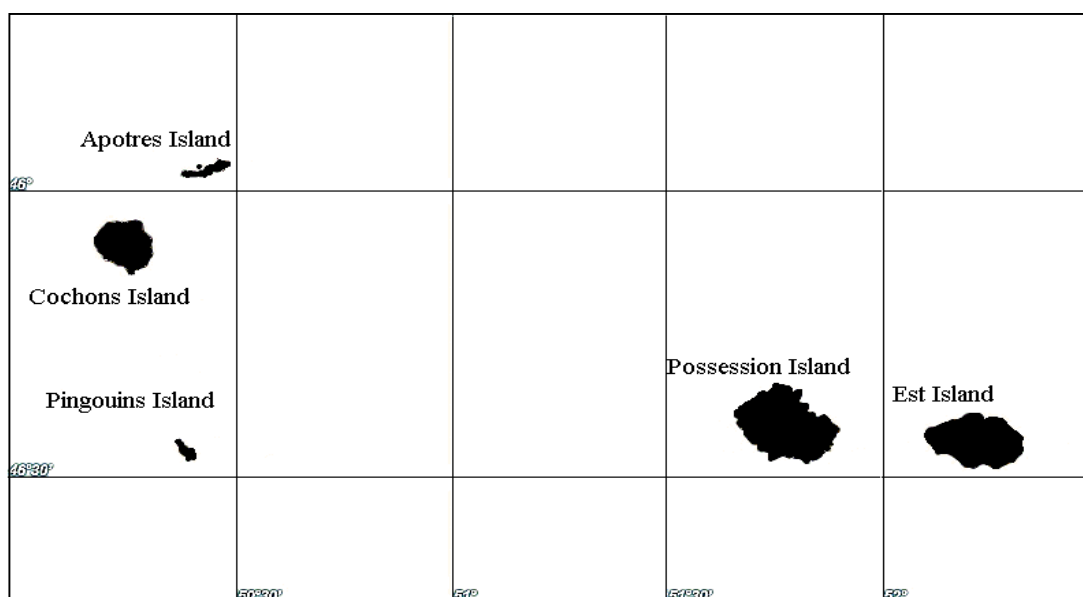 Apotres Island
46°
Cochons Island
Possession Island
Est Island
Pingouins Island
46°30'
50°30'
51°
51°30'
52°